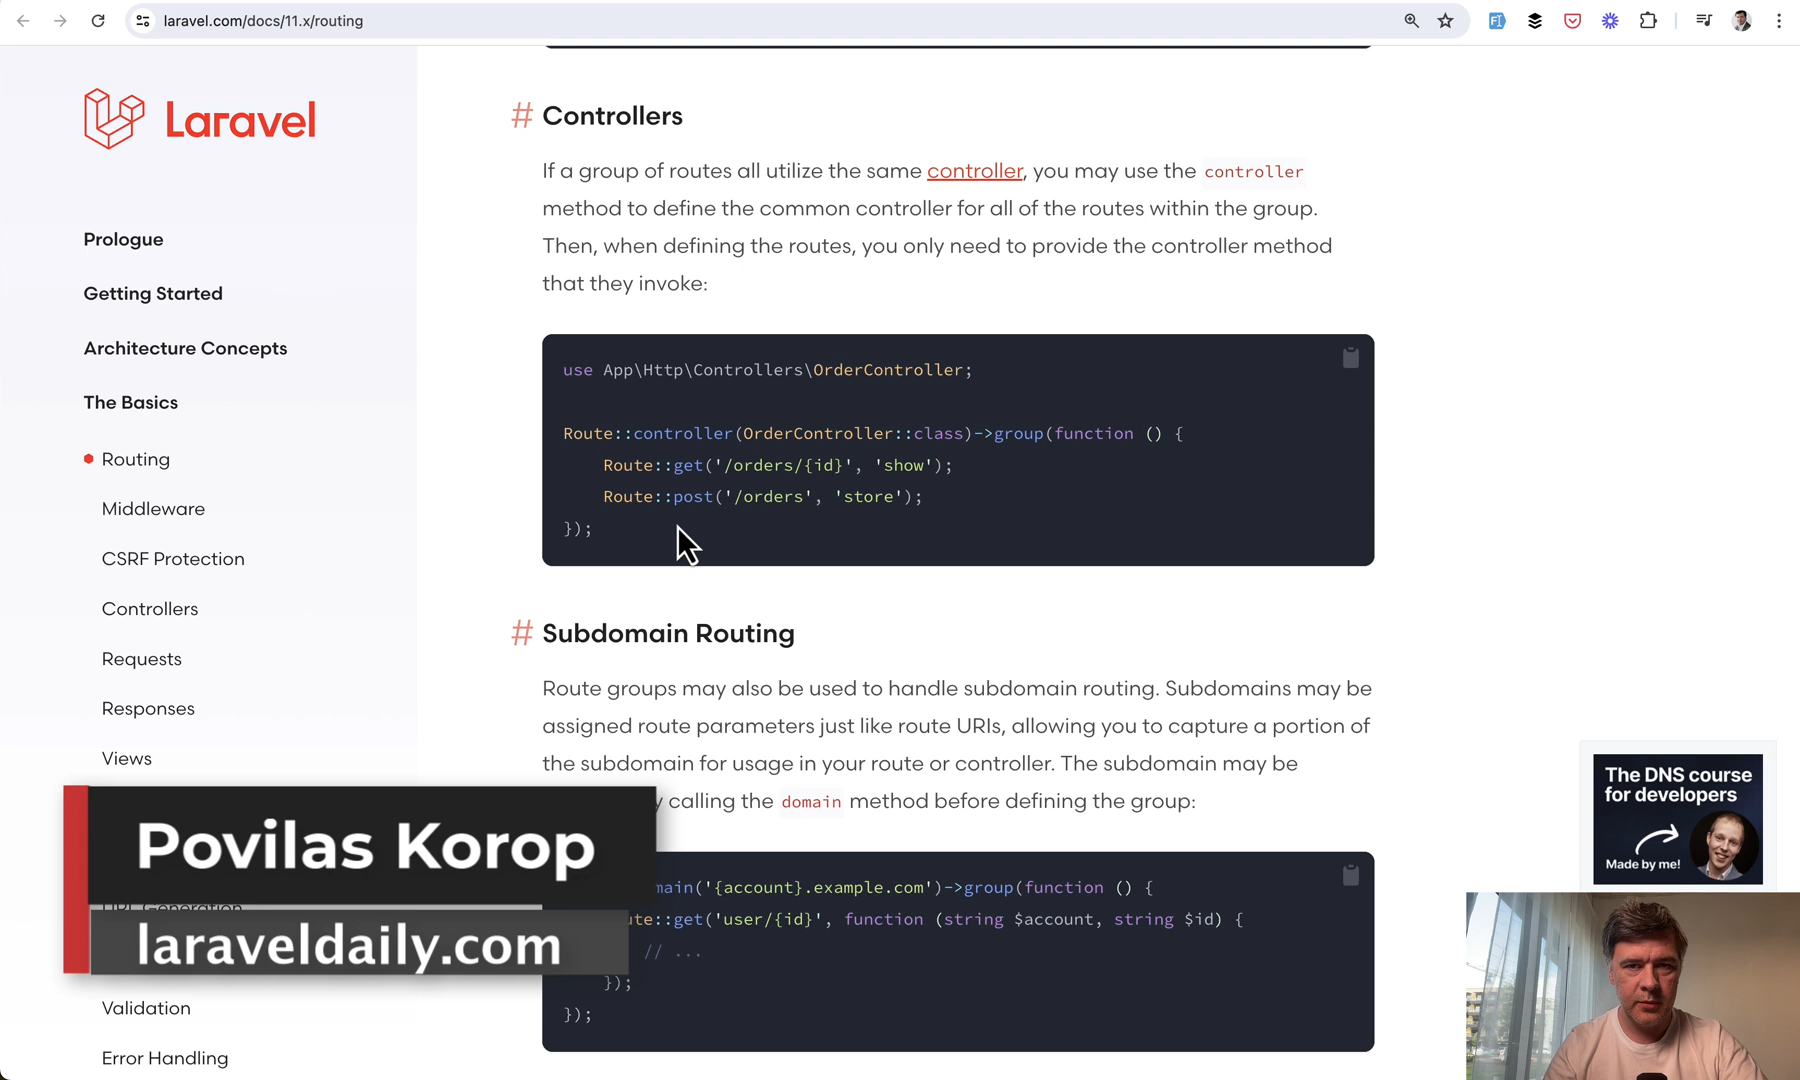 laravel.com/docs/11.x/routing
Laravel
Prologue
Getting Started
Architecture Concepts
The Basics
Routing
Middleware
CSRF Protection
Controllers
Requests
Responses
Views
URL Generation
Validation
Error Handling
# Controllers
If a group of routes all utilize the same controller, you may use the controller
method to define the common controller for all of the routes within the group.
Then, when defining the routes, you only need to provide the controller method
that they invoke:
use App\Http\Controllers\OrderController;
Route::controller(OrderController::class)->group(function () {
Route::get('/orders/{id}', 'show');
Route::post('/orders', 'store');
});
# Subdomain Routing
Route groups may also be used to handle subdomain routing. Subdomains may be
assigned route parameters just like route URIs, allowing you to capture a portion of
the subdomain for usage in your route or controller. The subdomain may be
calling the domain method before defining the group:
main('{account}.example.com')->group(function () {
ute::get('user/{id}', function (string $account, string $id) {
// ...
});
});
Povilas Korop
laraveldaily.com
The DNS course
for developers
Made by me!